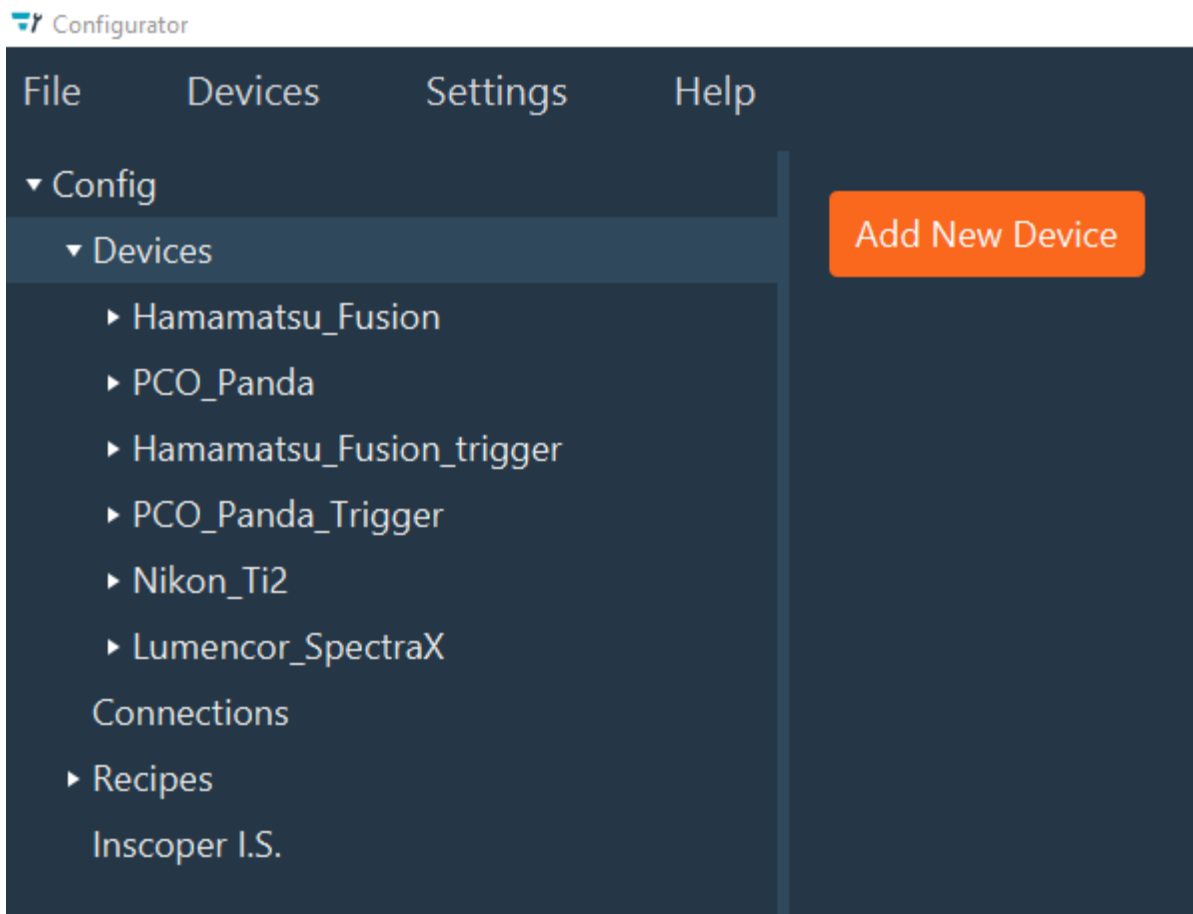 Configurator
File Devices Settings Help
Config
Devices
Add New Device
Hamamatsu_Fusion
PCO_Panda
Hamamatsu_Fusion_trigger
PCO_Panda_Trigger
Nikon_Ti2
Lumencor_SpectraX
Connections
Recipes
Inscoper I.S.